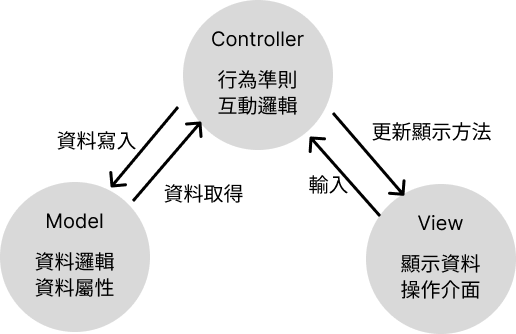 Controller
行為準則
互動邏輯
資料寫入
資料取得
更新顯示方法
輸入
Model
資料邏輯
資料屬性
View
顯示資料
操作介面